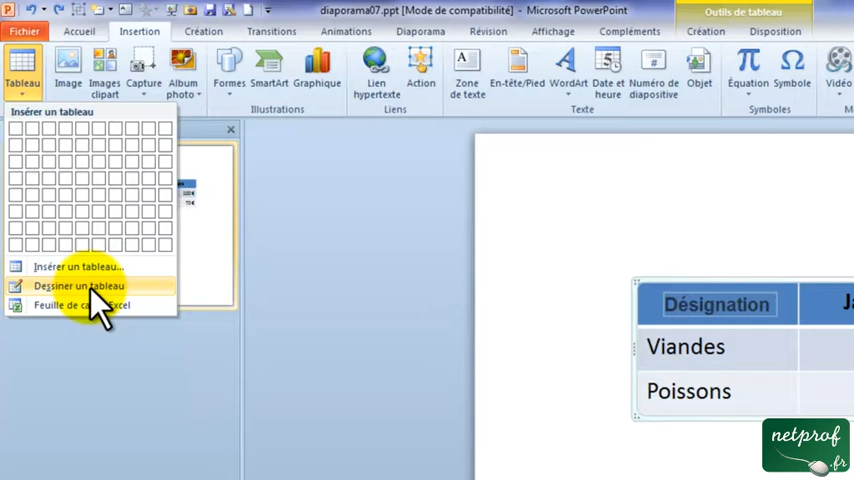 diaporama07.ppt [Mode de compatibilité] - Microsoft PowerPoint
Outils de tableau
Fichier Accueil Insertion Création Transitions Animations Diaporama Révision Affichage Compléments Création Disposition
Tableau Image Images clipart Capture Album photo Formes SmartArt Graphique Lien hypertexte Action Zone de texte En-tête/Pied WordArt Date et heure Numéro de diapositive Objet Équation Symbole Vidéo
Illustrations Liens Texte Symboles
Insérer un tableau
Insérer un tableau...
Dessiner un tableau
Feuille de Excel
Désignation
Viandes
Poissons
netprof
.fr